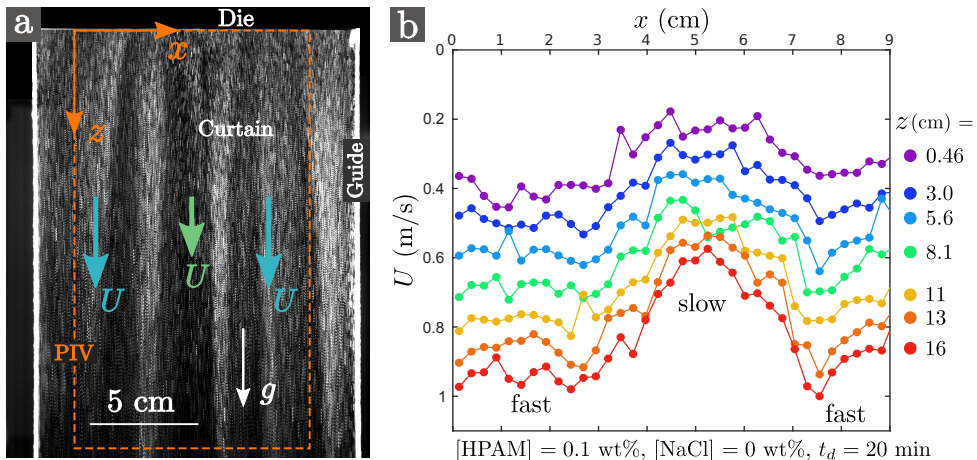 a
Die
x
z
Curtain
Guide
U
U
U
PIV
5 cm
g
b
x (cm)
0 1 2 3 4 5 6 7 8 9
0
0.2
0.4
0.6
0.8
1
U (m/s)
slow
fast
fast
z (cm) =
0.46
3.0
5.6
8.1
11
13
16
[HPAM] = 0.1 wt%, [NaCl] = 0 wt%, t_d = 20 min